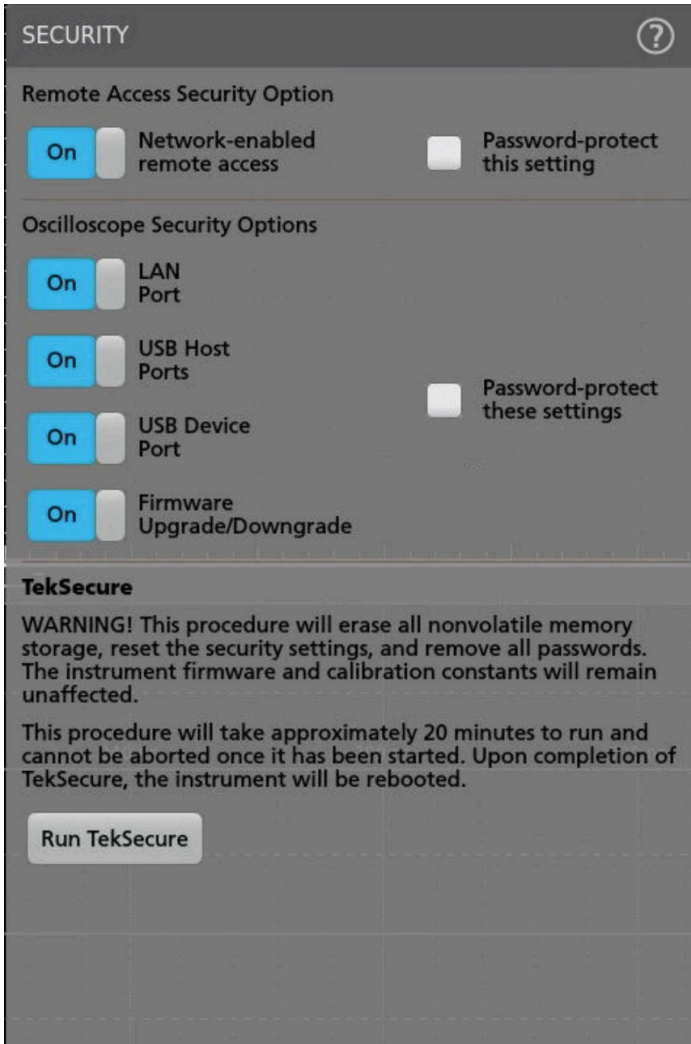 SECURITY
?
Remote Access Security Option
On
Network-enabled
remote access
Password-protect
this setting
Oscilloscope Security Options
On
LAN
Port
On
USB Host
Ports
On
USB Device
Port
Password-protect
these settings
On
Firmware
Upgrade/Downgrade
TekSecure
WARNING! This procedure will erase all nonvolatile memory
storage, reset the security settings, and remove all passwords.
The instrument firmware and calibration constants will remain
unaffected.
This procedure will take approximately 20 minutes to run and
cannot be aborted once it has been started. Upon completion of
TekSecure, the instrument will be rebooted.
Run TekSecure